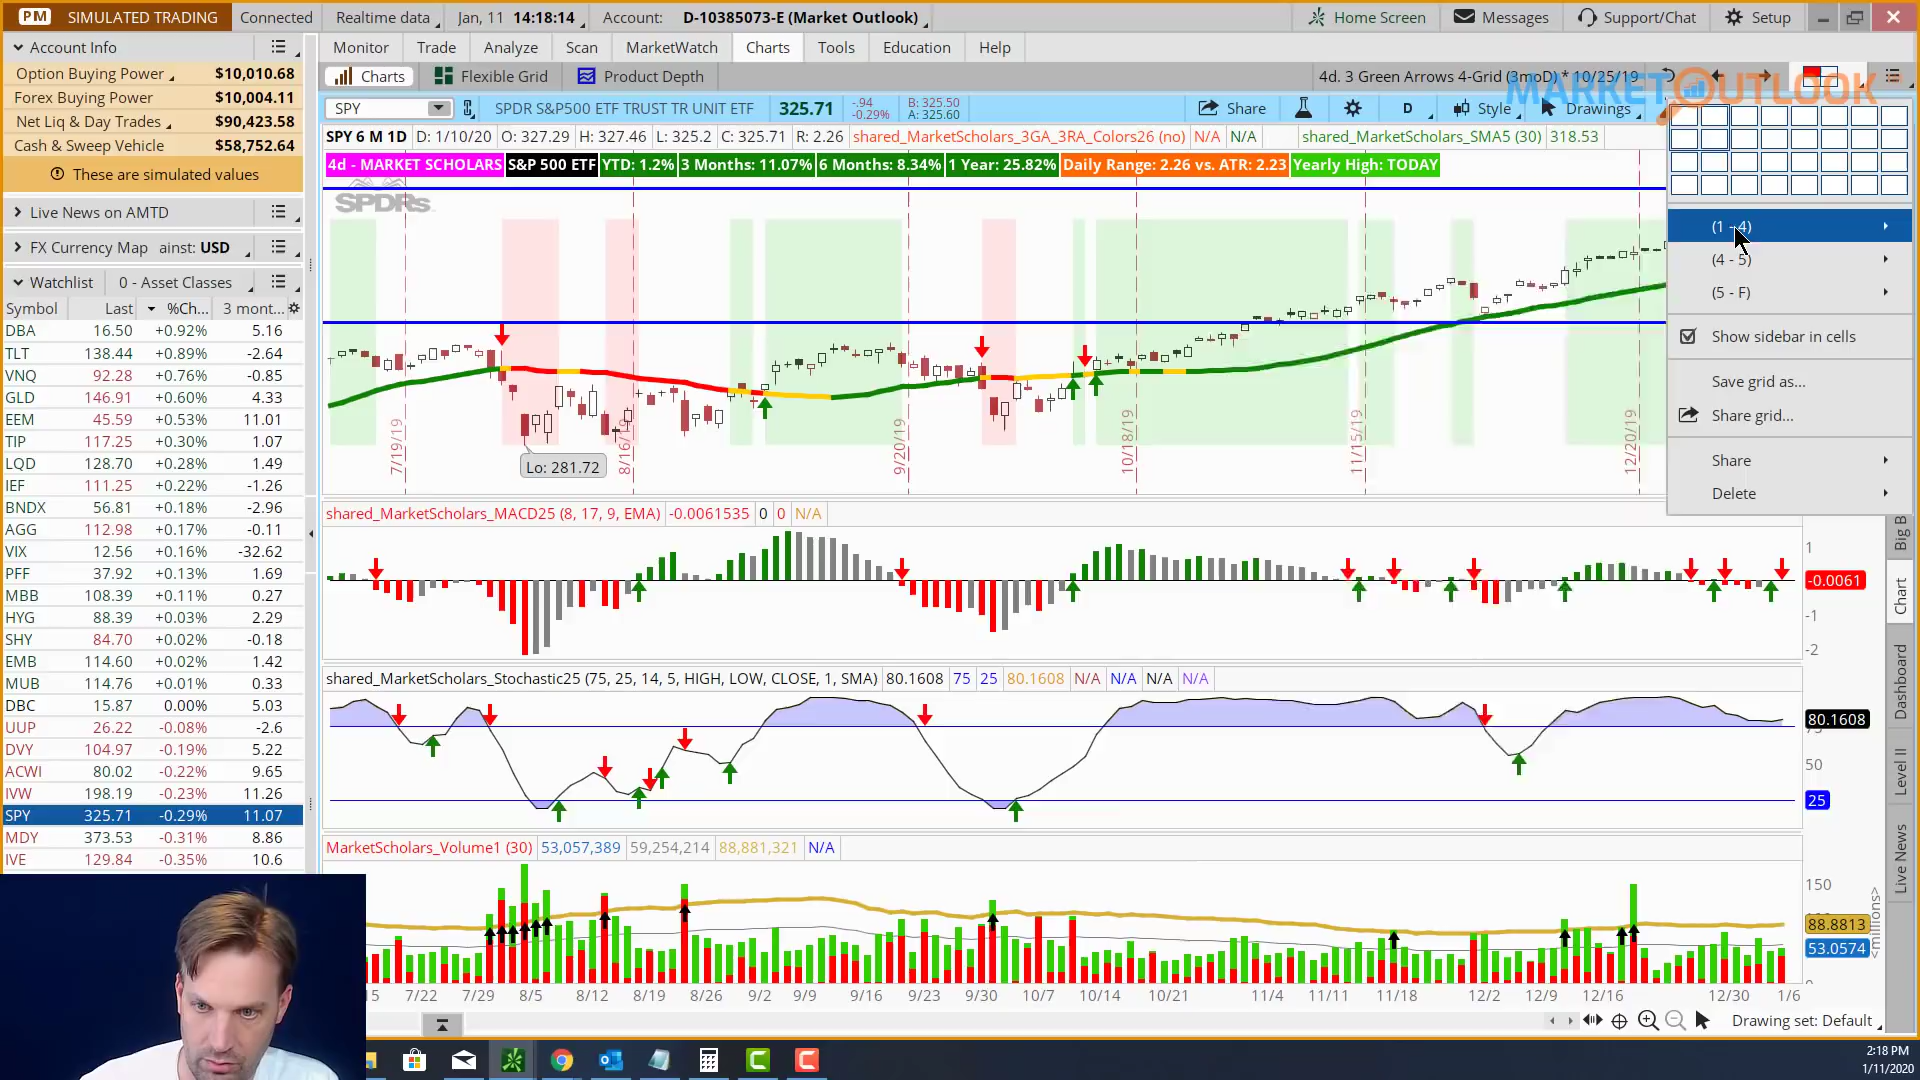 PM SIMULATED TRADING Connected Realtime data Jan, 11 14:18:14 Account: D-10385073-E (Market Outlook) Home Screen Messages Support/Chat Setup
Account Info
Option Buying Power $10,010.68
Forex Buying Power $10,004.11
Net Liq & Day Trades $90,423.58
Cash & Sweep Vehicle $58,752.64
These are simulated values
Live News on AMTD
FX Currency Map ainst: USD
Watchlist 0 - Asset Classes
Symbol Last %Ch... 3 mont...
DBA 16.50 +0.92% 5.16
TLT 138.44 +0.89% -2.64
VNQ 92.28 +0.76% -0.85
GLD 146.91 +0.60% 4.33
EEM 45.59 +0.53% 11.01
TIP 117.25 +0.30% 1.07
LQD 128.70 +0.28% 1.49
IEF 111.25 +0.22% -1.26
BNDX 56.81 +0.18% -2.96
AGG 112.98 +0.17% -0.11
VIX 12.56 +0.16% -32.62
PFF 37.92 +0.13% 1.69
MBB 108.39 +0.11% 0.27
HYG 88.39 +0.03% 2.29
SHY 84.70 +0.02% -0.18
EMB 114.60 +0.02% 1.42
MUB 114.76 +0.01% 0.33
DBC 15.87 0.00% 5.03
UUP 26.22 -0.08% -2.6
DVY 104.97 -0.19% 5.22
ACWI 80.02 -0.22% 9.65
IVW 198.19 -0.23% 11.26
SPY 325.71 -0.29% 11.07
MDY 373.53 -0.31% 8.86
IVE 129.84 -0.35% 10.6
Monitor Trade Analyze Scan MarketWatch Charts Tools Education Help
Charts Flexible Grid Product Depth 4d. 3 Green Arrows 4-Grid (3moD) * 10/25/19
MARKET OUTLOOK
SPY SPDR S&P500 ETF TRUST TR UNIT ETF 325.71 -.94 -0.29% B: 325.50 A: 325.60 Share D Style Drawings
SPY 6 M 1D D: 1/10/20 O: 327.29 H: 327.46 L: 325.2 C: 325.71 R: 2.26 shared_MarketScholars_3GA_3RA_Colors26 (no) N/A N/A shared_MarketScholars_SMA5 (30) 318.53
4d - MARKET SCHOLARS S&P 500 ETF YTD: 1.2% 3 Months: 11.07% 6 Months: 8.34% 1 Year: 25.82% Daily Range: 2.26 vs. ATR: 2.23 Yearly High: TODAY
SPDRs
Lo: 281.72
7/19/19 8/16/19 9/20/19 10/18/19 11/15/19 12/20/19
(1 - 4)
(4 - 5)
(5 - F)
Show sidebar in cells
Save grid as...
Share grid...
Share
Delete
shared_MarketScholars_MACD25 (8, 17, 9, EMA) -0.0061535 0 0 N/A
1
-0.0061
-1
-2
shared_MarketScholars_Stochastic25 (75, 25, 14, 5, HIGH, LOW, CLOSE, 1, SMA) 80.1608 75 25 80.1608 N/A N/A N/A N/A
80.1608
50
25
MarketScholars_Volume1 (30) 53,057,389 59,254,214 88,881,321 N/A
150
88.8813
53.0574
<millions>
15 7/22 7/29 8/5 8/12 8/19 8/26 9/2 9/9 9/16 9/23 9/30 10/7 10/14 10/21 11/4 11/11 11/18 12/2 12/9 12/16 12/30 1/6
Drawing set: Default
Big B
Chart
Dashboard
Level II
Live News
2:18 PM
1/11/2020